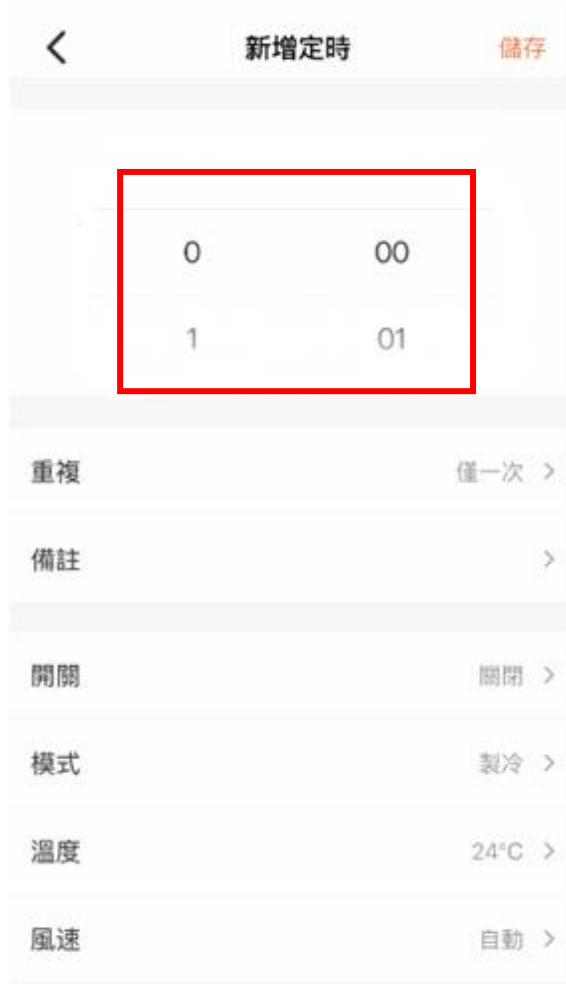 新增定時 儲存
0 00
1 01
重複 僅一次
備註
開關 關閉
模式 製冷
溫度 24°C
風速 自動